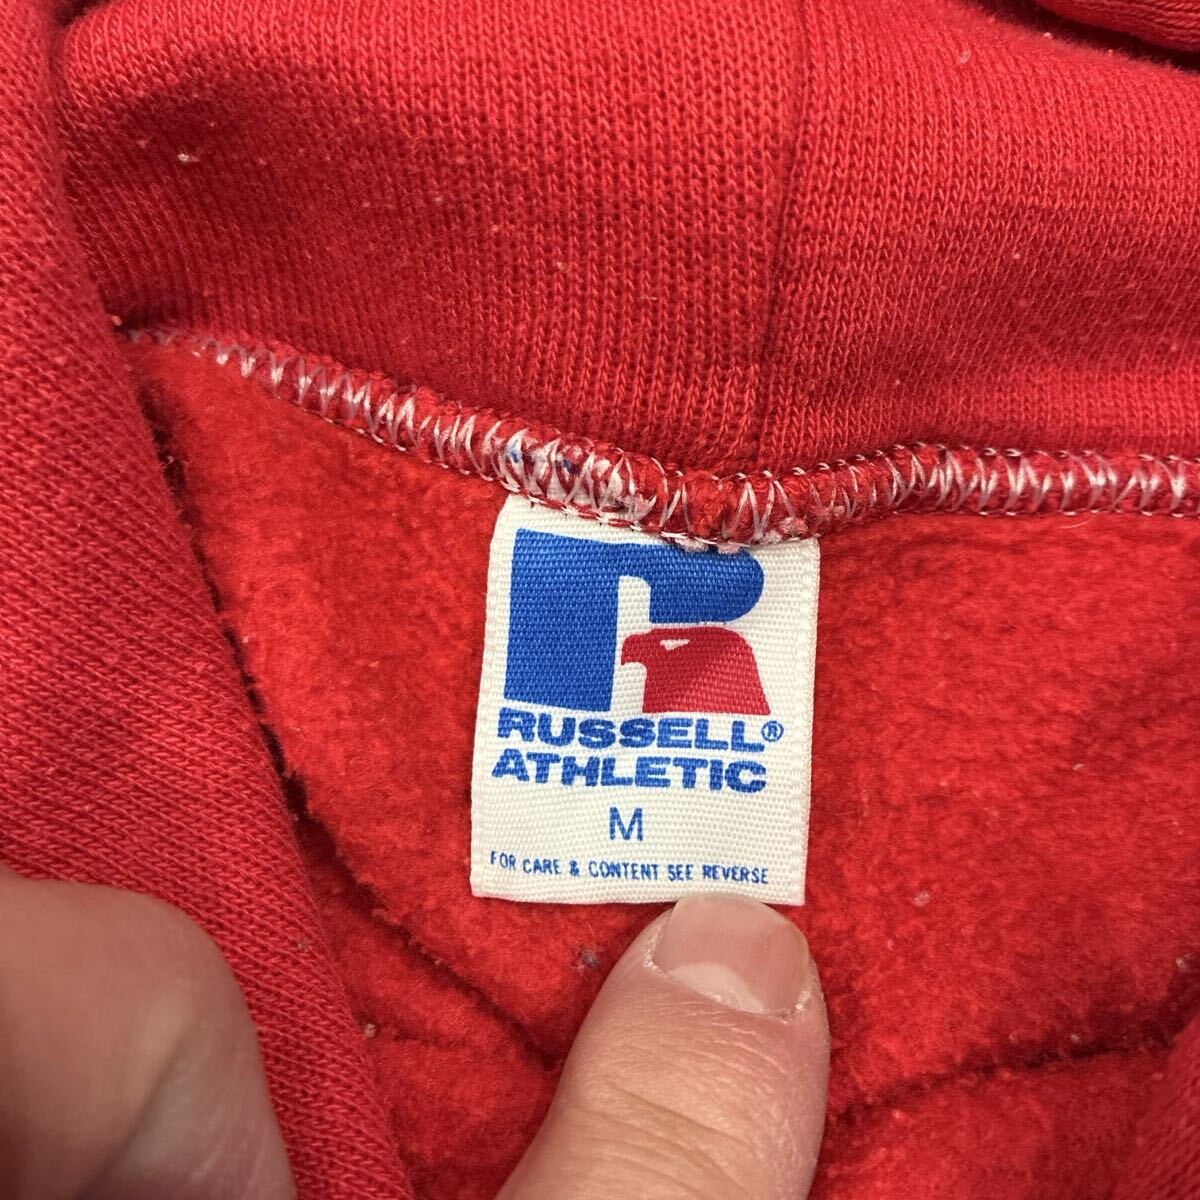 RUSSELL®
ATHLETIC
M
FOR CARE & CONTENT SEE REVERSE